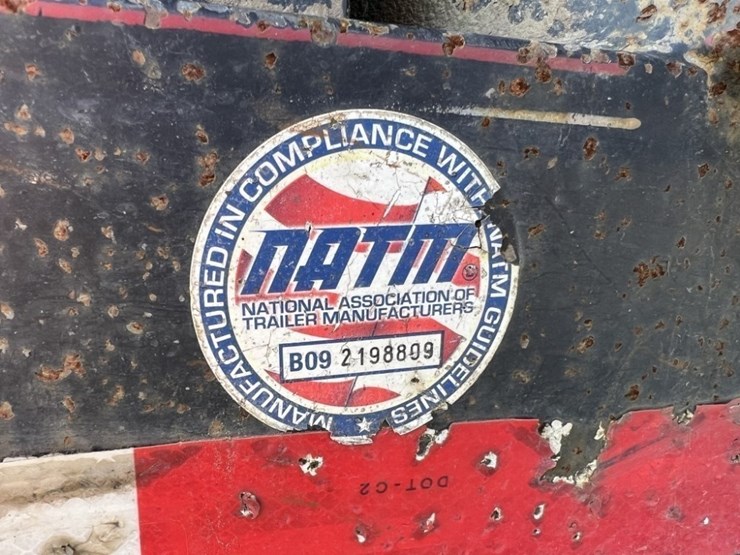 MANUFACTURED IN COMPLIANCE WITH NATM GUIDELINES
NATM
NATIONAL ASSOCIATION OF
TRAILER MANUFACTURERS
B09 2198809
DOT-C2